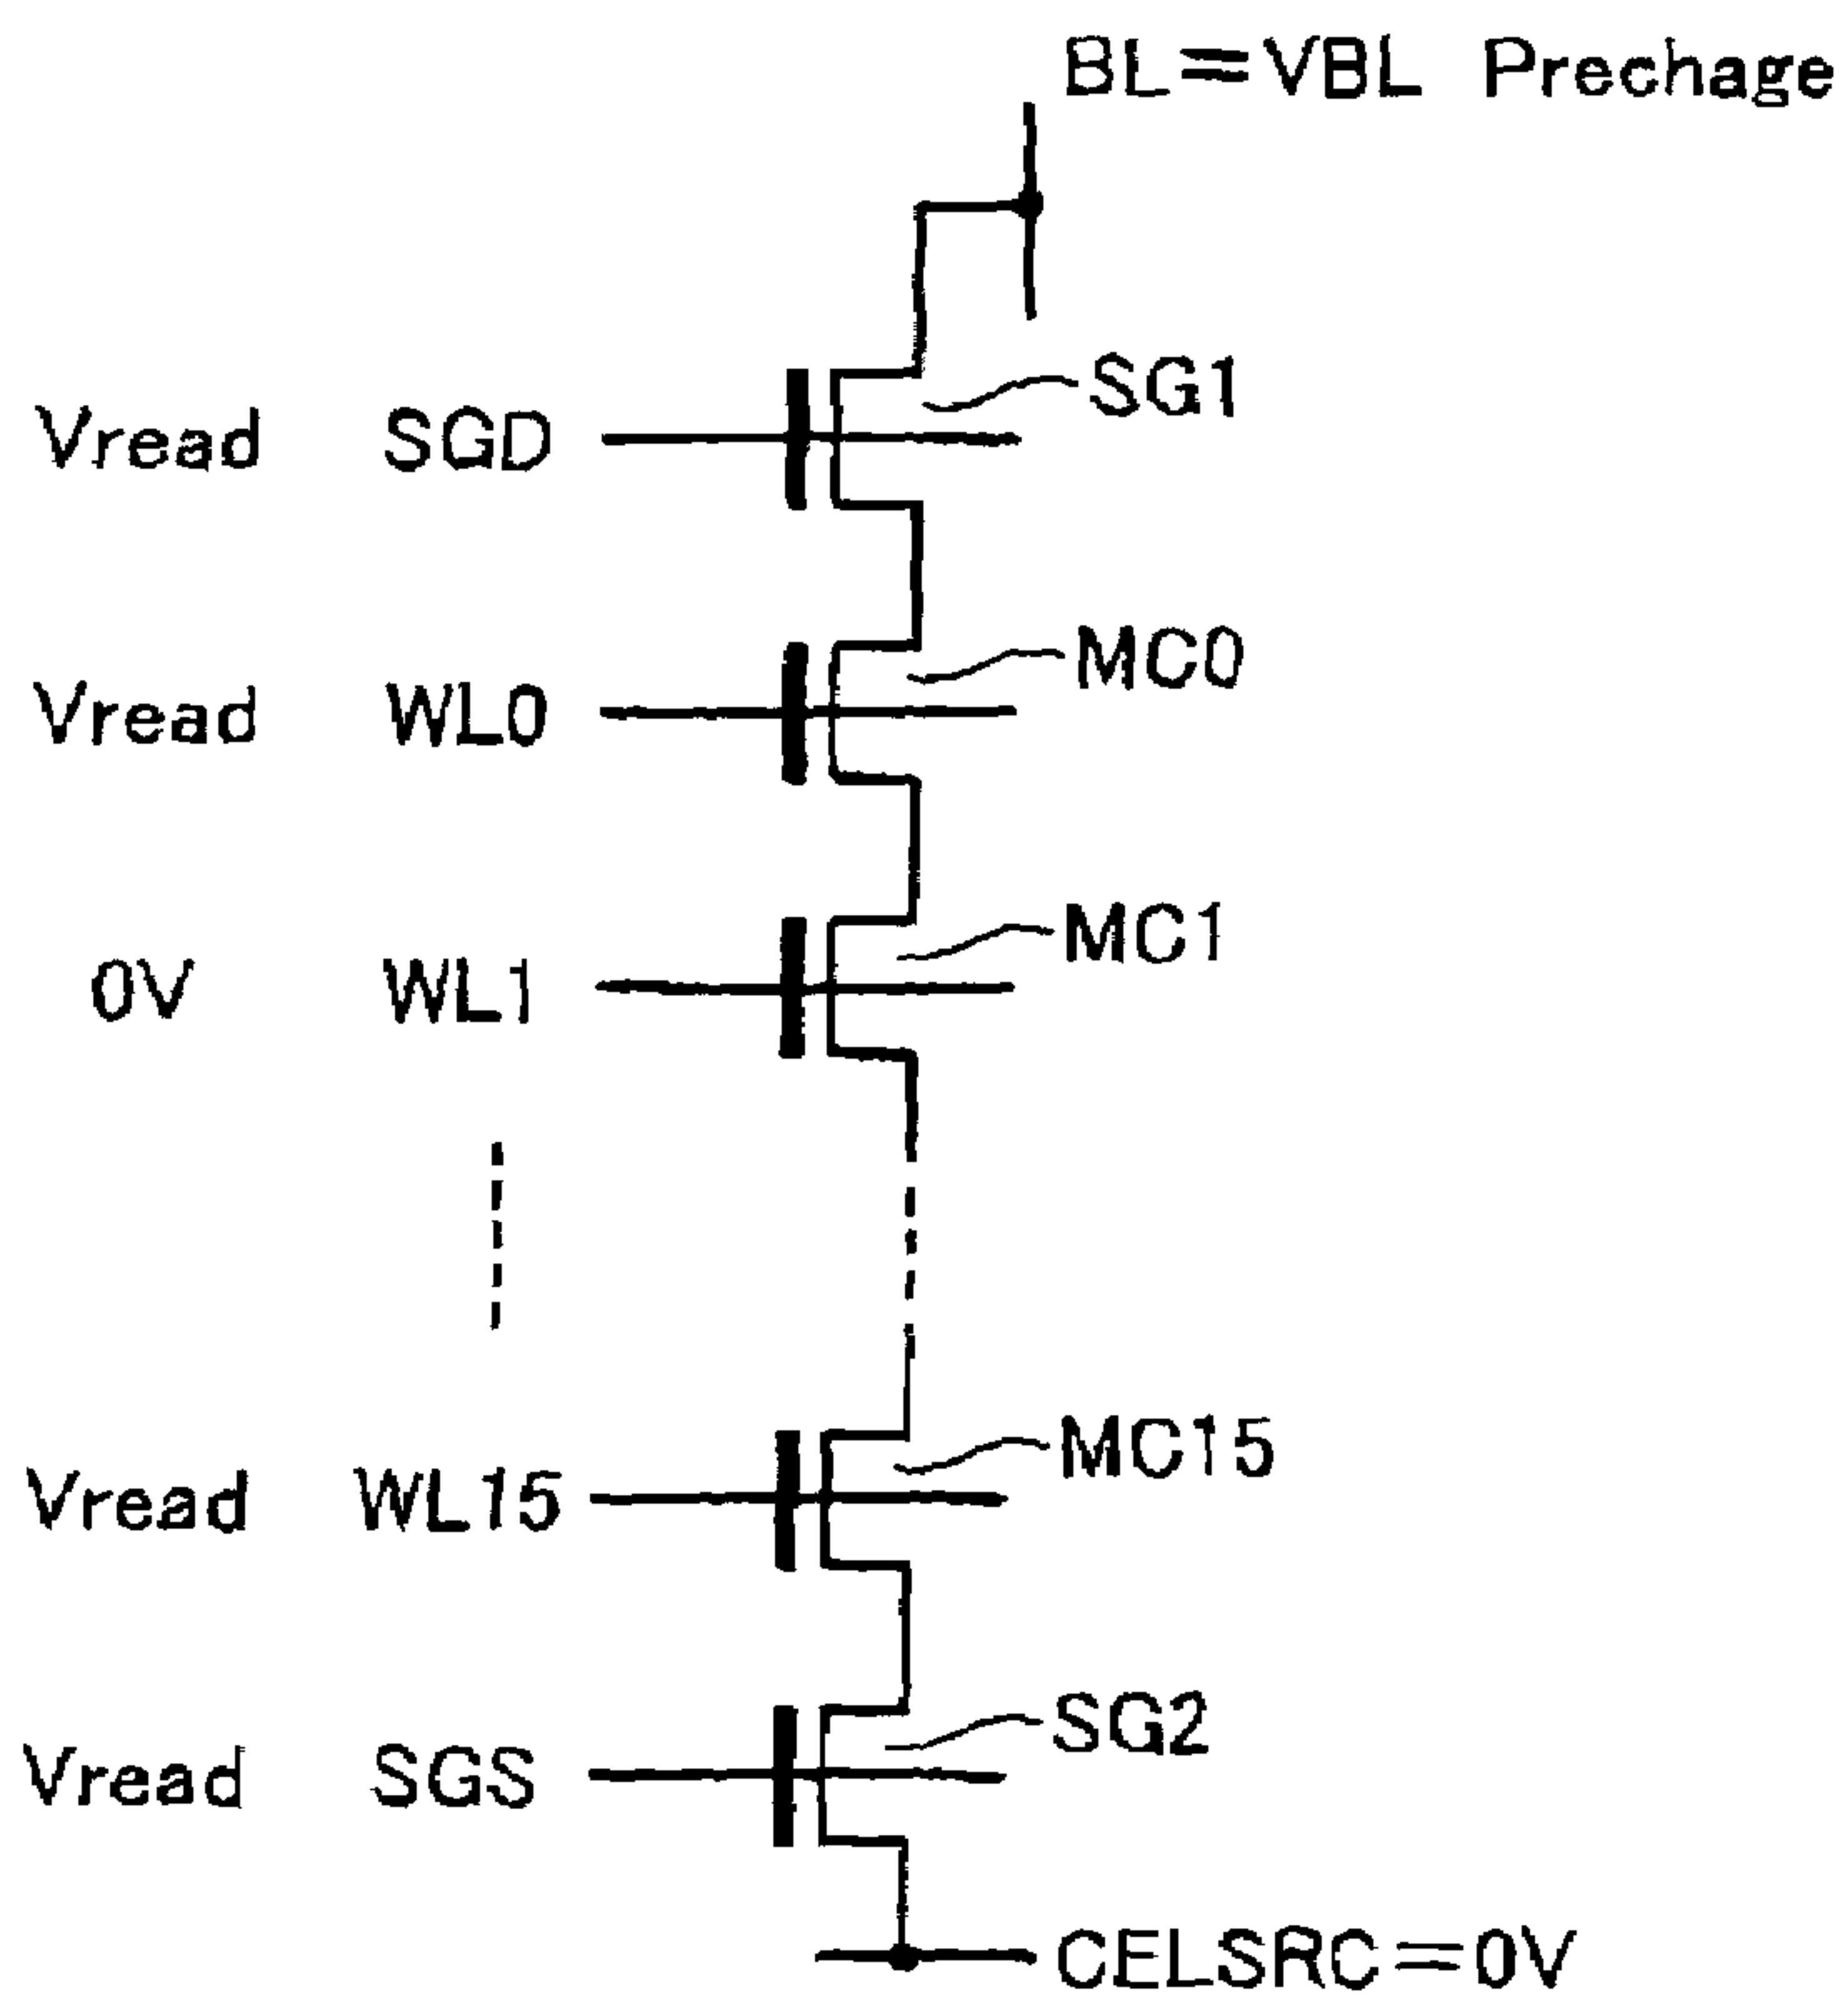 BL=VBL Prechage
SG1
Vread SGD
MC0
Vread WL0
MC1
0V WL1
MC15
Vread WL15
SG2
Vread SGS
CELSRC=0V